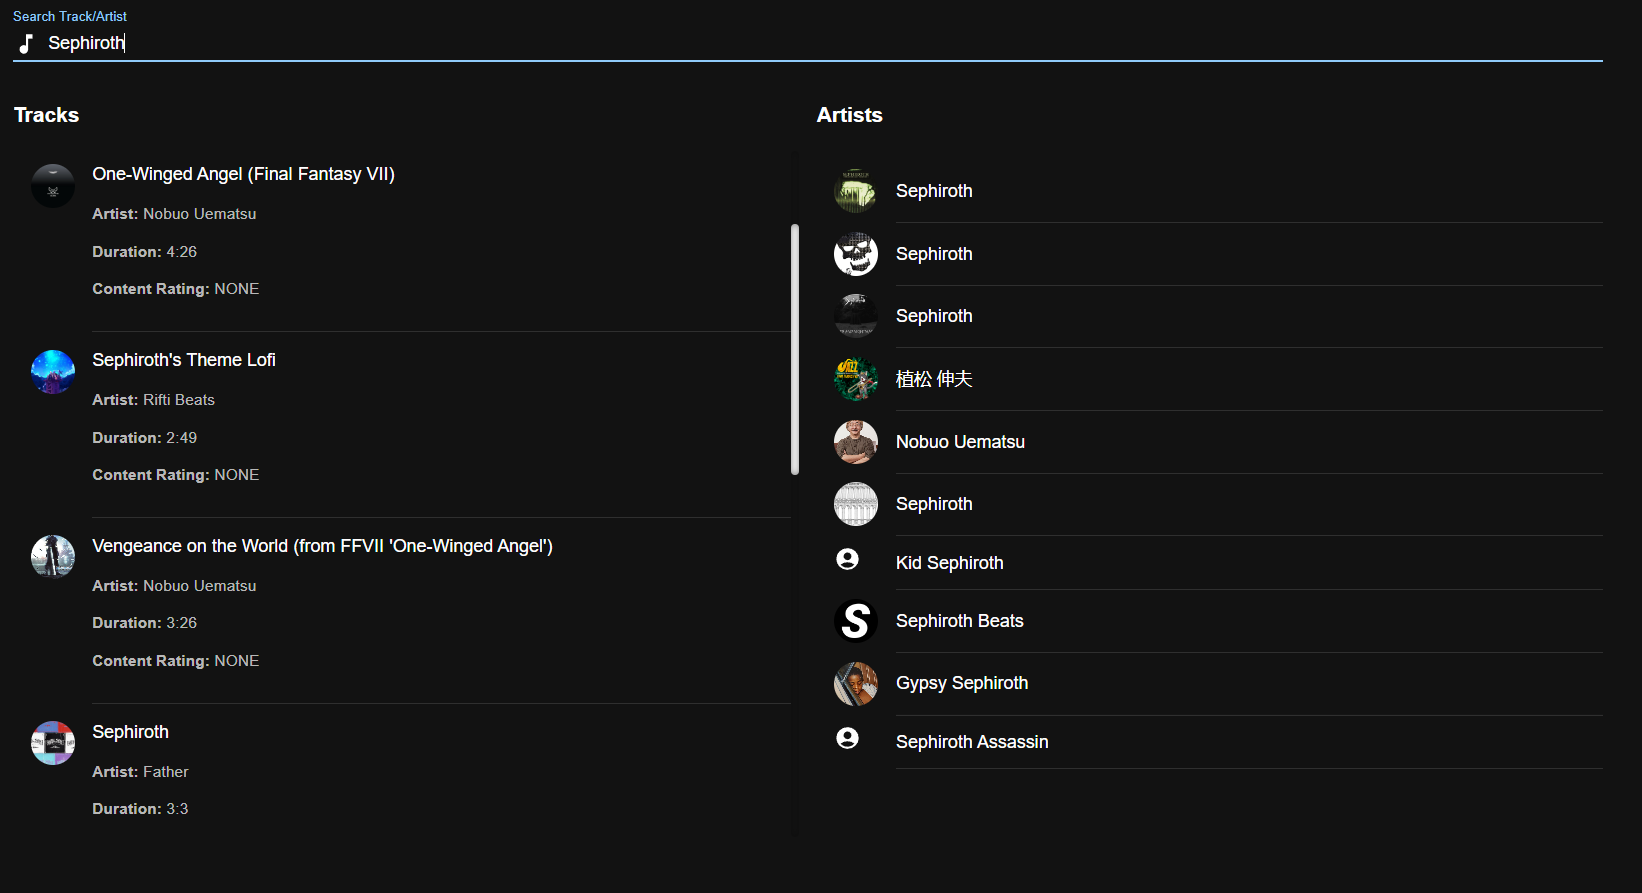 Search Track/Artist
Sephiroth
Tracks
One-Winged Angel (Final Fantasy VII)
Artist: Nobuo Uematsu
Duration: 4:26
Content Rating: NONE
Sephiroth's Theme Lofi
Artist: Rifti Beats
Duration: 2:49
Content Rating: NONE
Vengeance on the World (from FFVII 'One-Winged Angel')
Artist: Nobuo Uematsu
Duration: 3:26
Content Rating: NONE
Sephiroth
Artist: Father
Duration: 3:3
Artists
Sephiroth
Sephiroth
Sephiroth
JAZZ
植松 伸夫
Nobuo Uematsu
Sephiroth
Kid Sephiroth
S
Sephiroth Beats
Gypsy Sephiroth
Sephiroth Assassin